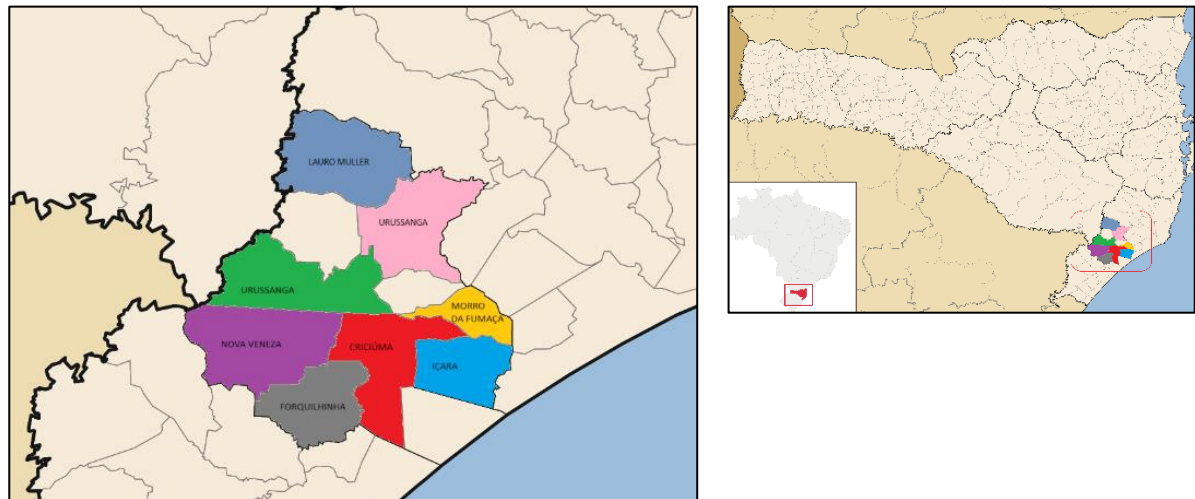 LAURO MULLER
URUSSANGA
URUSSANGA
MORRO
DA FUMAÇA
NOVA VENEZA
CRICIÚMA
IÇARA
FORQUILHINHA